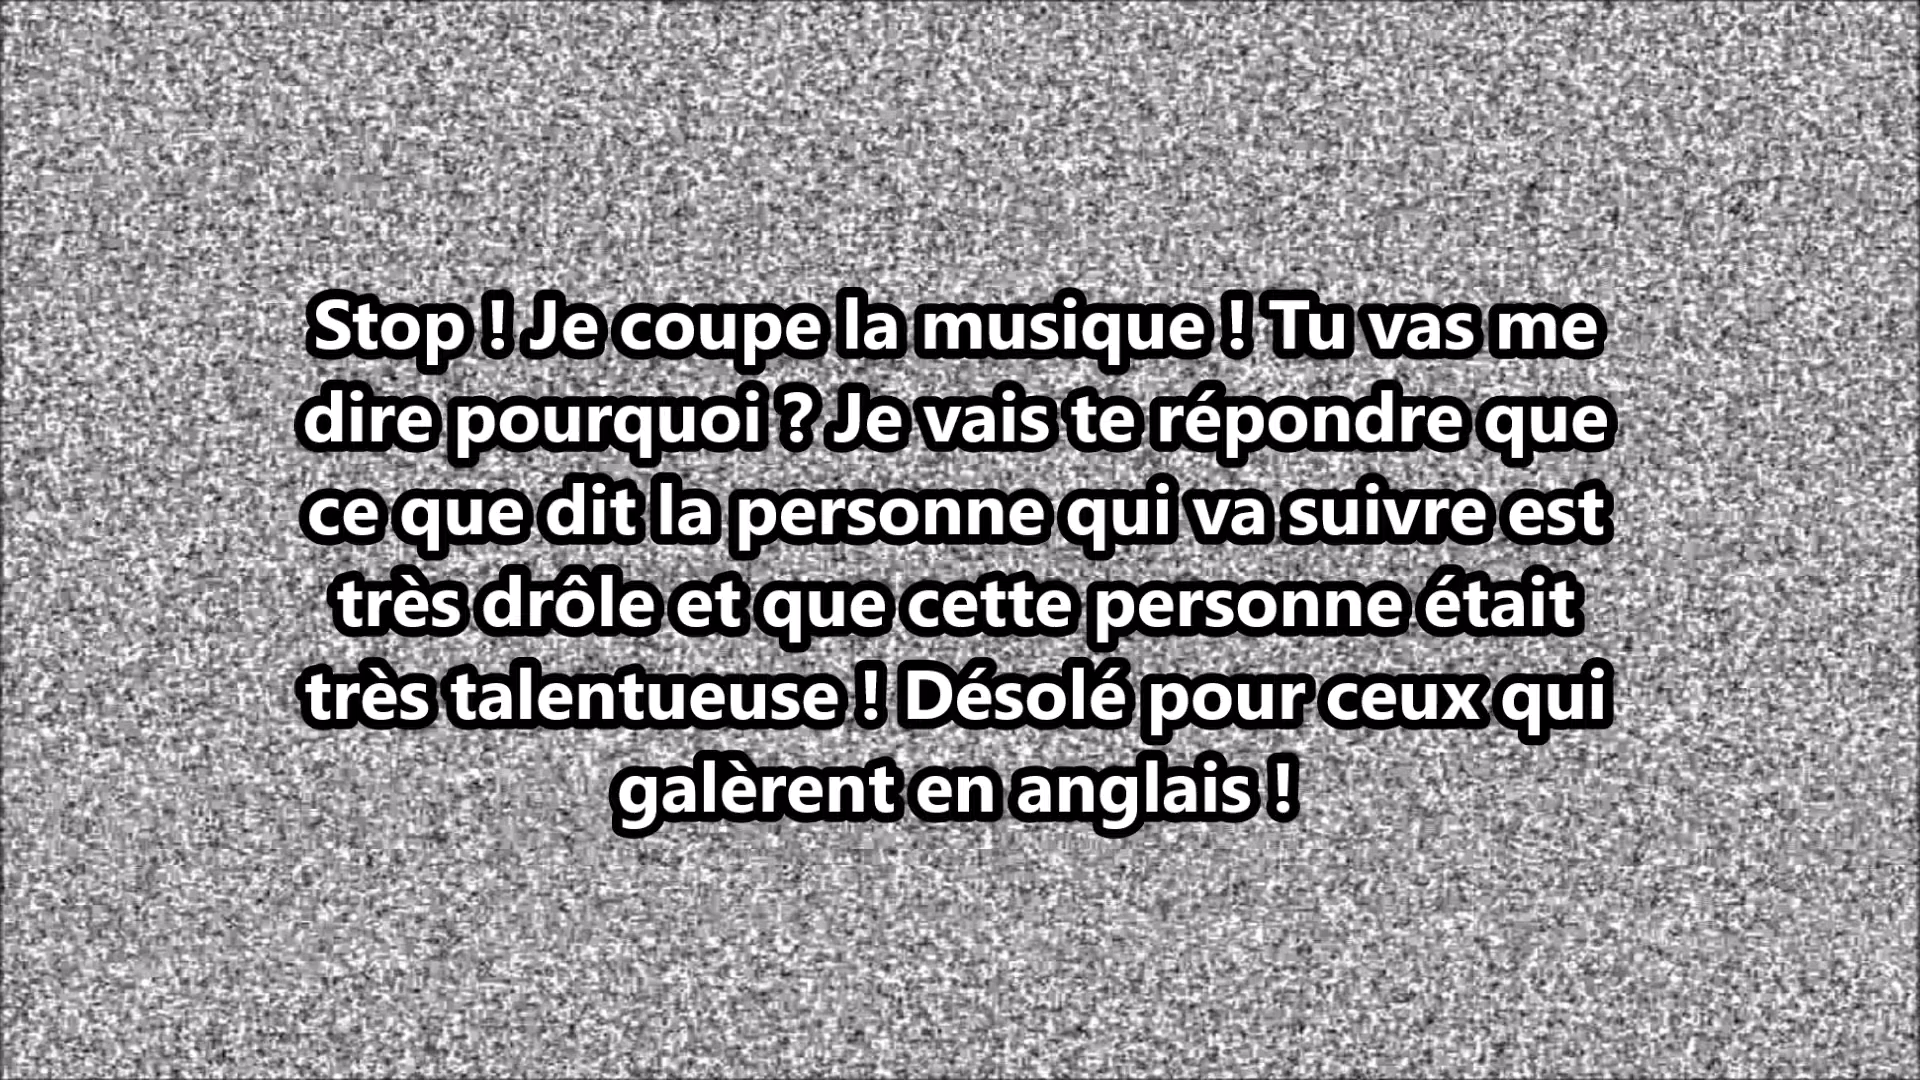 Stop ! Je coupe la musique ! Tu vas me
dire pourquoi ? Je vais te répondre que
ce que dit la personne qui va suivre est
très drôle et que cette personne était
très talentueuse ! Désolé pour ceux qui
galèrent en anglais !